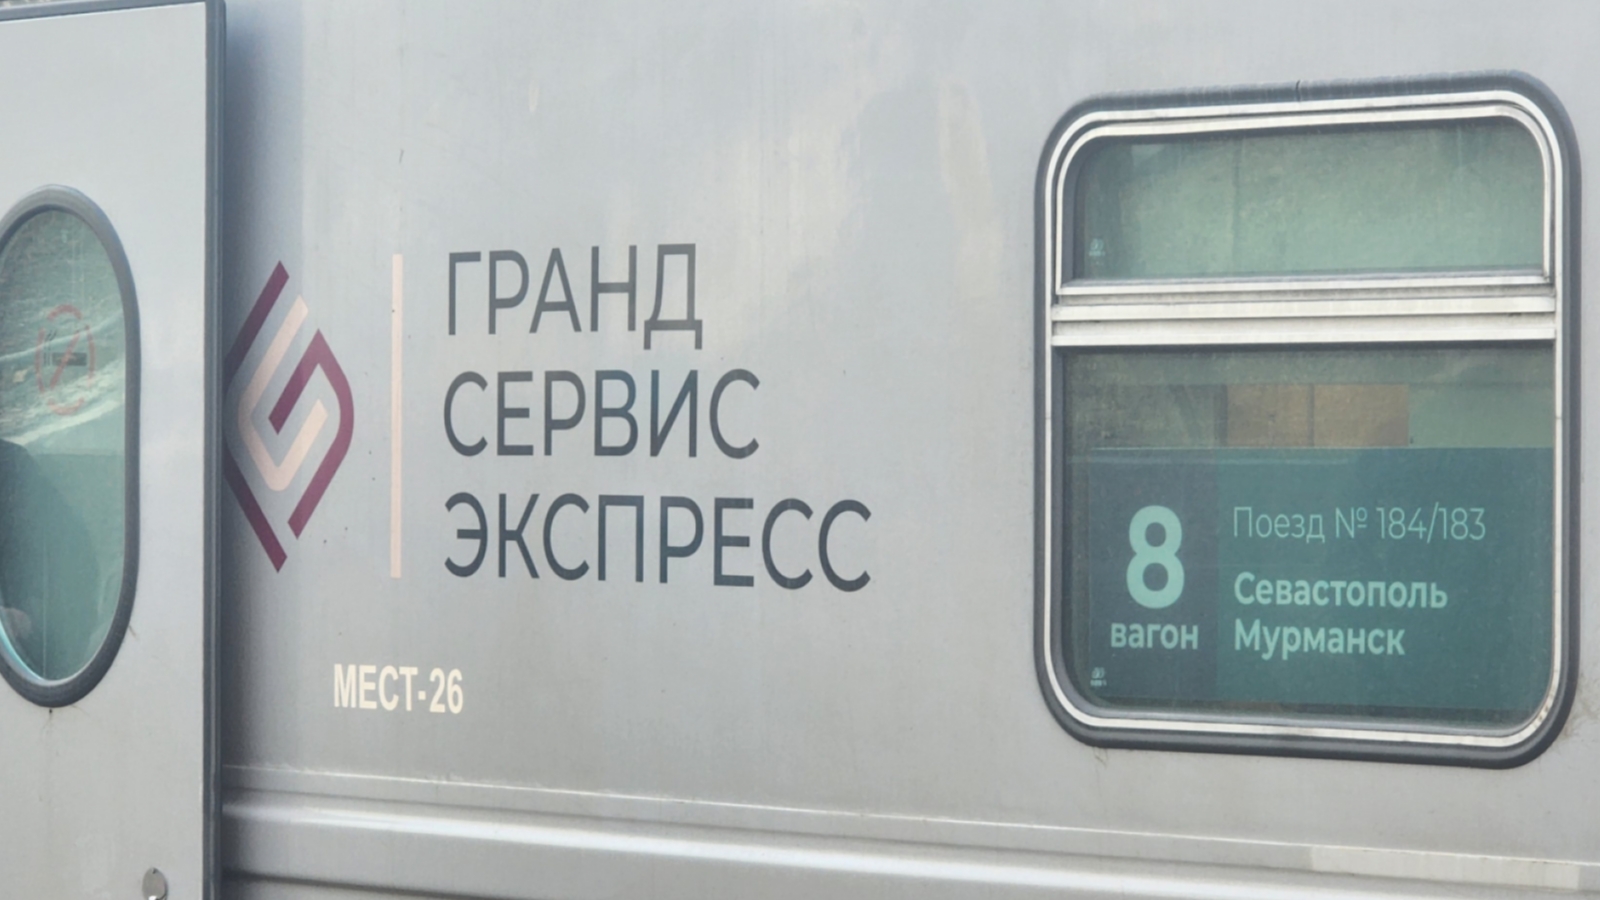 ГРАНД
СЕРВИС
ЭКСПРЕСС
МЕСТ-26
8
вагон
Поезд № 184/183
Севастополь
Мурманск